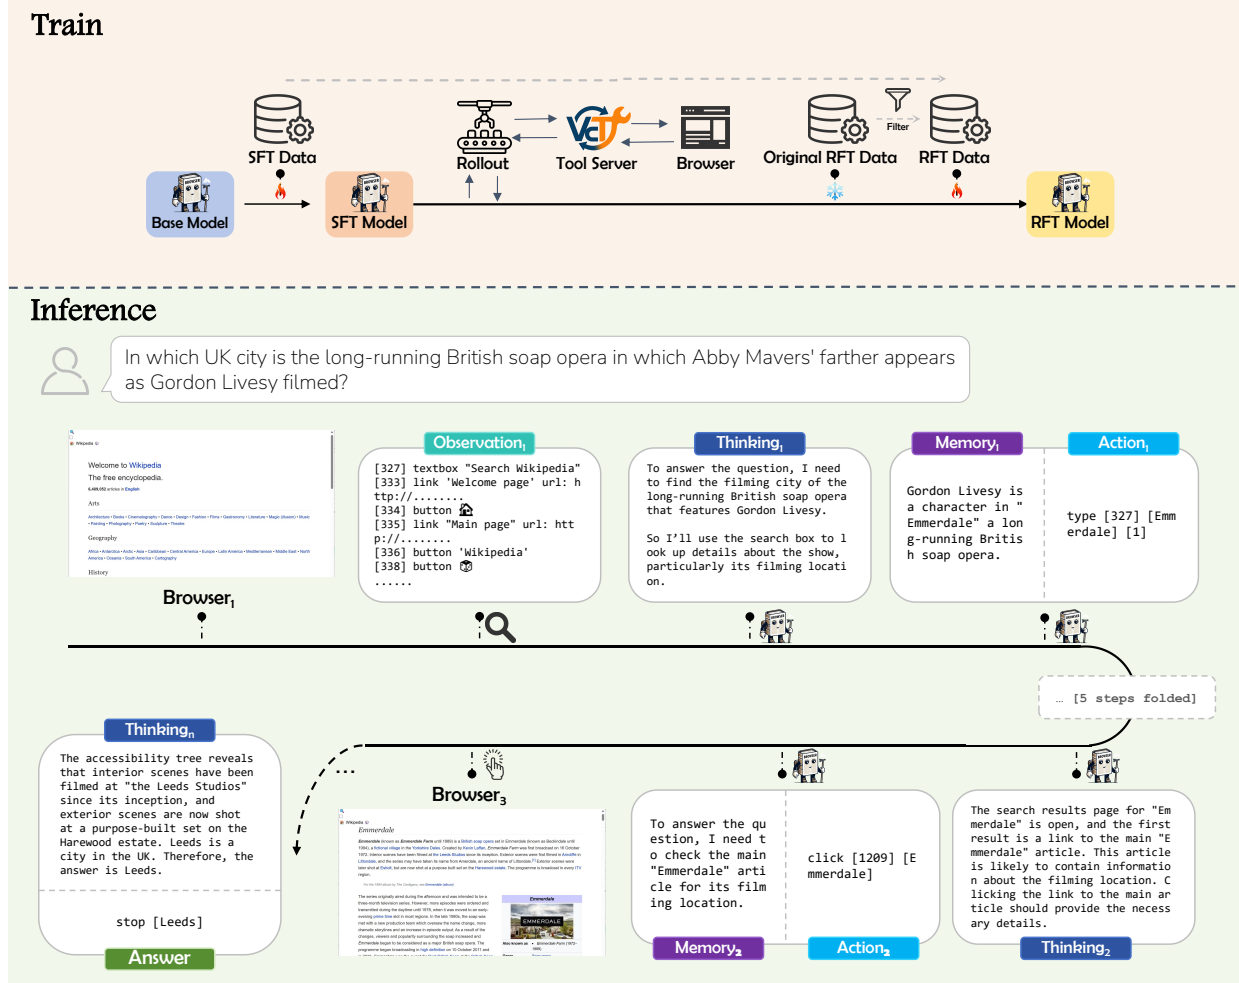 Train
SFT Data
Rollout
Tool Server
Browser
Original RFT Data
Filter
RFT Data
Base Model
SFT Model
RFT Model
Inference
In which UK city is the long-running British soap opera in which Abby Mavers' farther appears
as Gordon Livesy filmed?
Wikipedia
Welcome to Wikipedia
The free encyclopedia.
Arts
Geography
History
Browser1
Observation1
[327] textbox "Search Wikipedia"
[333] link 'Welcome page' url: h
ttp://........
[334] button
[335] link "Main page" url: htt
p://........
[336] button 'Wikipedia'
[338] button
......
Thinking1
To answer the question, I need
to find the filming city of the
long-running British soap opera
that features Gordon Livesy.
So I'll use the search box to l
ook up details about the show,
particularly its filming locati
on.
Memory1
Gordon Livesy is
a character in "
Emmerdale" a lon
g-running Britis
h soap opera.
Action1
type [327] [Emm
erdale] [1]
… [5 steps folded]
Thinking2
The search results page for "Em
merdale" is open, and the first
result is a link to the main "E
mmerdale" article. This article
is likely to contain informatio
n about the filming location. C
licking the link to the main ar
ticle should provide the necess
ary details.
Memory2
To answer the qu
estion, I need t
o check the main
"Emmerdale" arti
cle for its film
ing location.
Action2
click [1209] [E
mmerdale]
Browser3
Emmerdale
Emmerdale
EMMERDALE
...
Thinkingn
The accessibility tree reveals
that interior scenes have been
filmed at "the Leeds Studios"
since its inception, and
exterior scenes are now shot
at a purpose-built set on the
Harewood estate. Leeds is a
city in the UK. Therefore, the
answer is Leeds.
stop [Leeds]
Answer